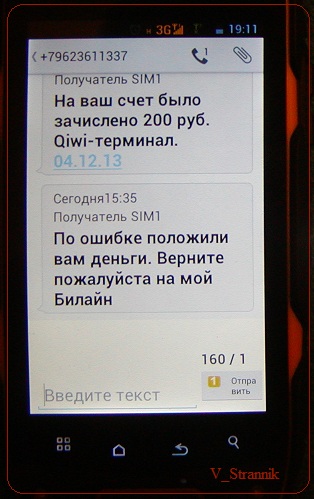 3G 19:11
+79623611337 1
Получатель SIM1
На ваш счет было
зачислено 200 руб.
Qiwi-терминал.
04.12.13
Сегодня15:35
Получатель SIM1
По ошибке положили
вам деньги. Верните
пожалуйста на мой
Билайн
160 / 1
1 Отпра
вить
Введите текст
V_Strannik